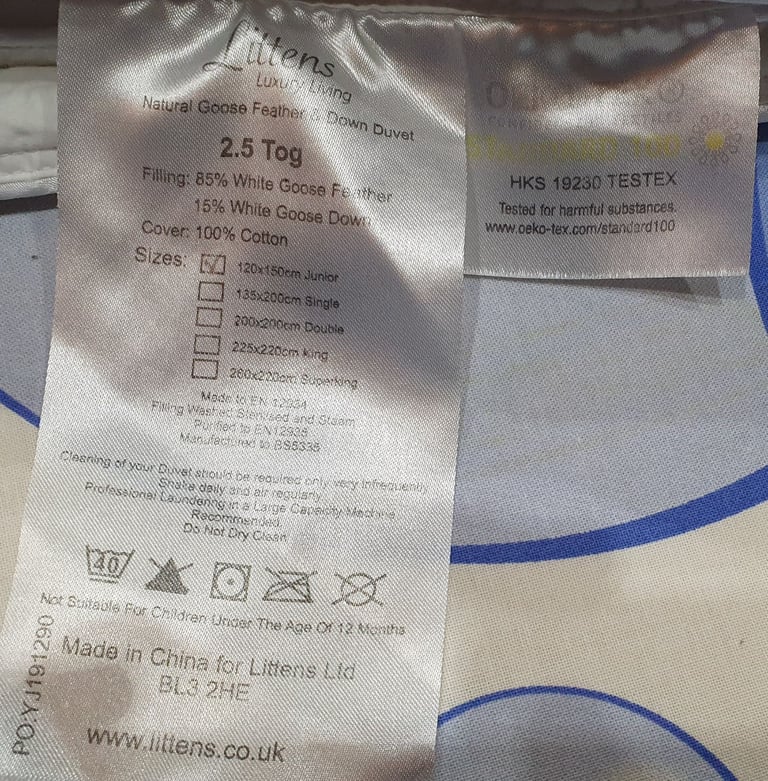 Littens
Luxury Living
Natural Goose Feather & Down Duvet
2.5 Tog
Filling: 85% White Goose Feather
15% White Goose Down
Cover: 100% Cotton
Sizes:
120x150cm Junior
135x200cm Single
200x200cm Double
225x220cm King
260x220cm Superking
Made to EN 12934
Filling Washed Sterilised and Steam
Purified to EN12935
Manufactured to BS5335
Cleaning of your Duvet should be required only very Infrequently
Shake daily and air regularly
Professional Laundering in a Large Capacity Machine
Recommended.
Do Not Dry Clean
40
Not Suitable For Children Under The Age Of 12 Months
Made in China for Littens Ltd
BL3 2HE
www.littens.co.uk
PO:YJ191290
HKS 19230 TESTEX
Tested for harmful substances.
www.oeko-tex.com/standard100